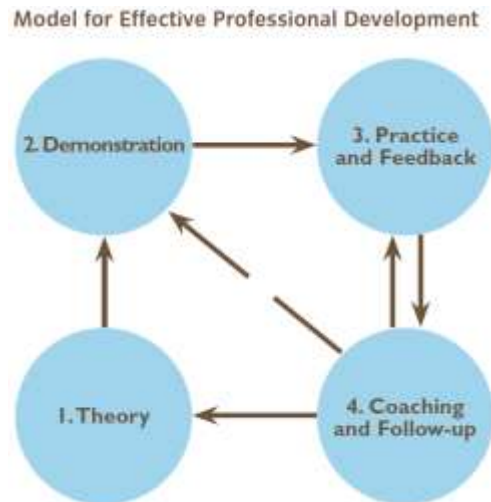 Model for Effective Professional Development
2. Demonstration
3. Practice
and Feedback
1. Theory
4. Coaching
and Follow-up